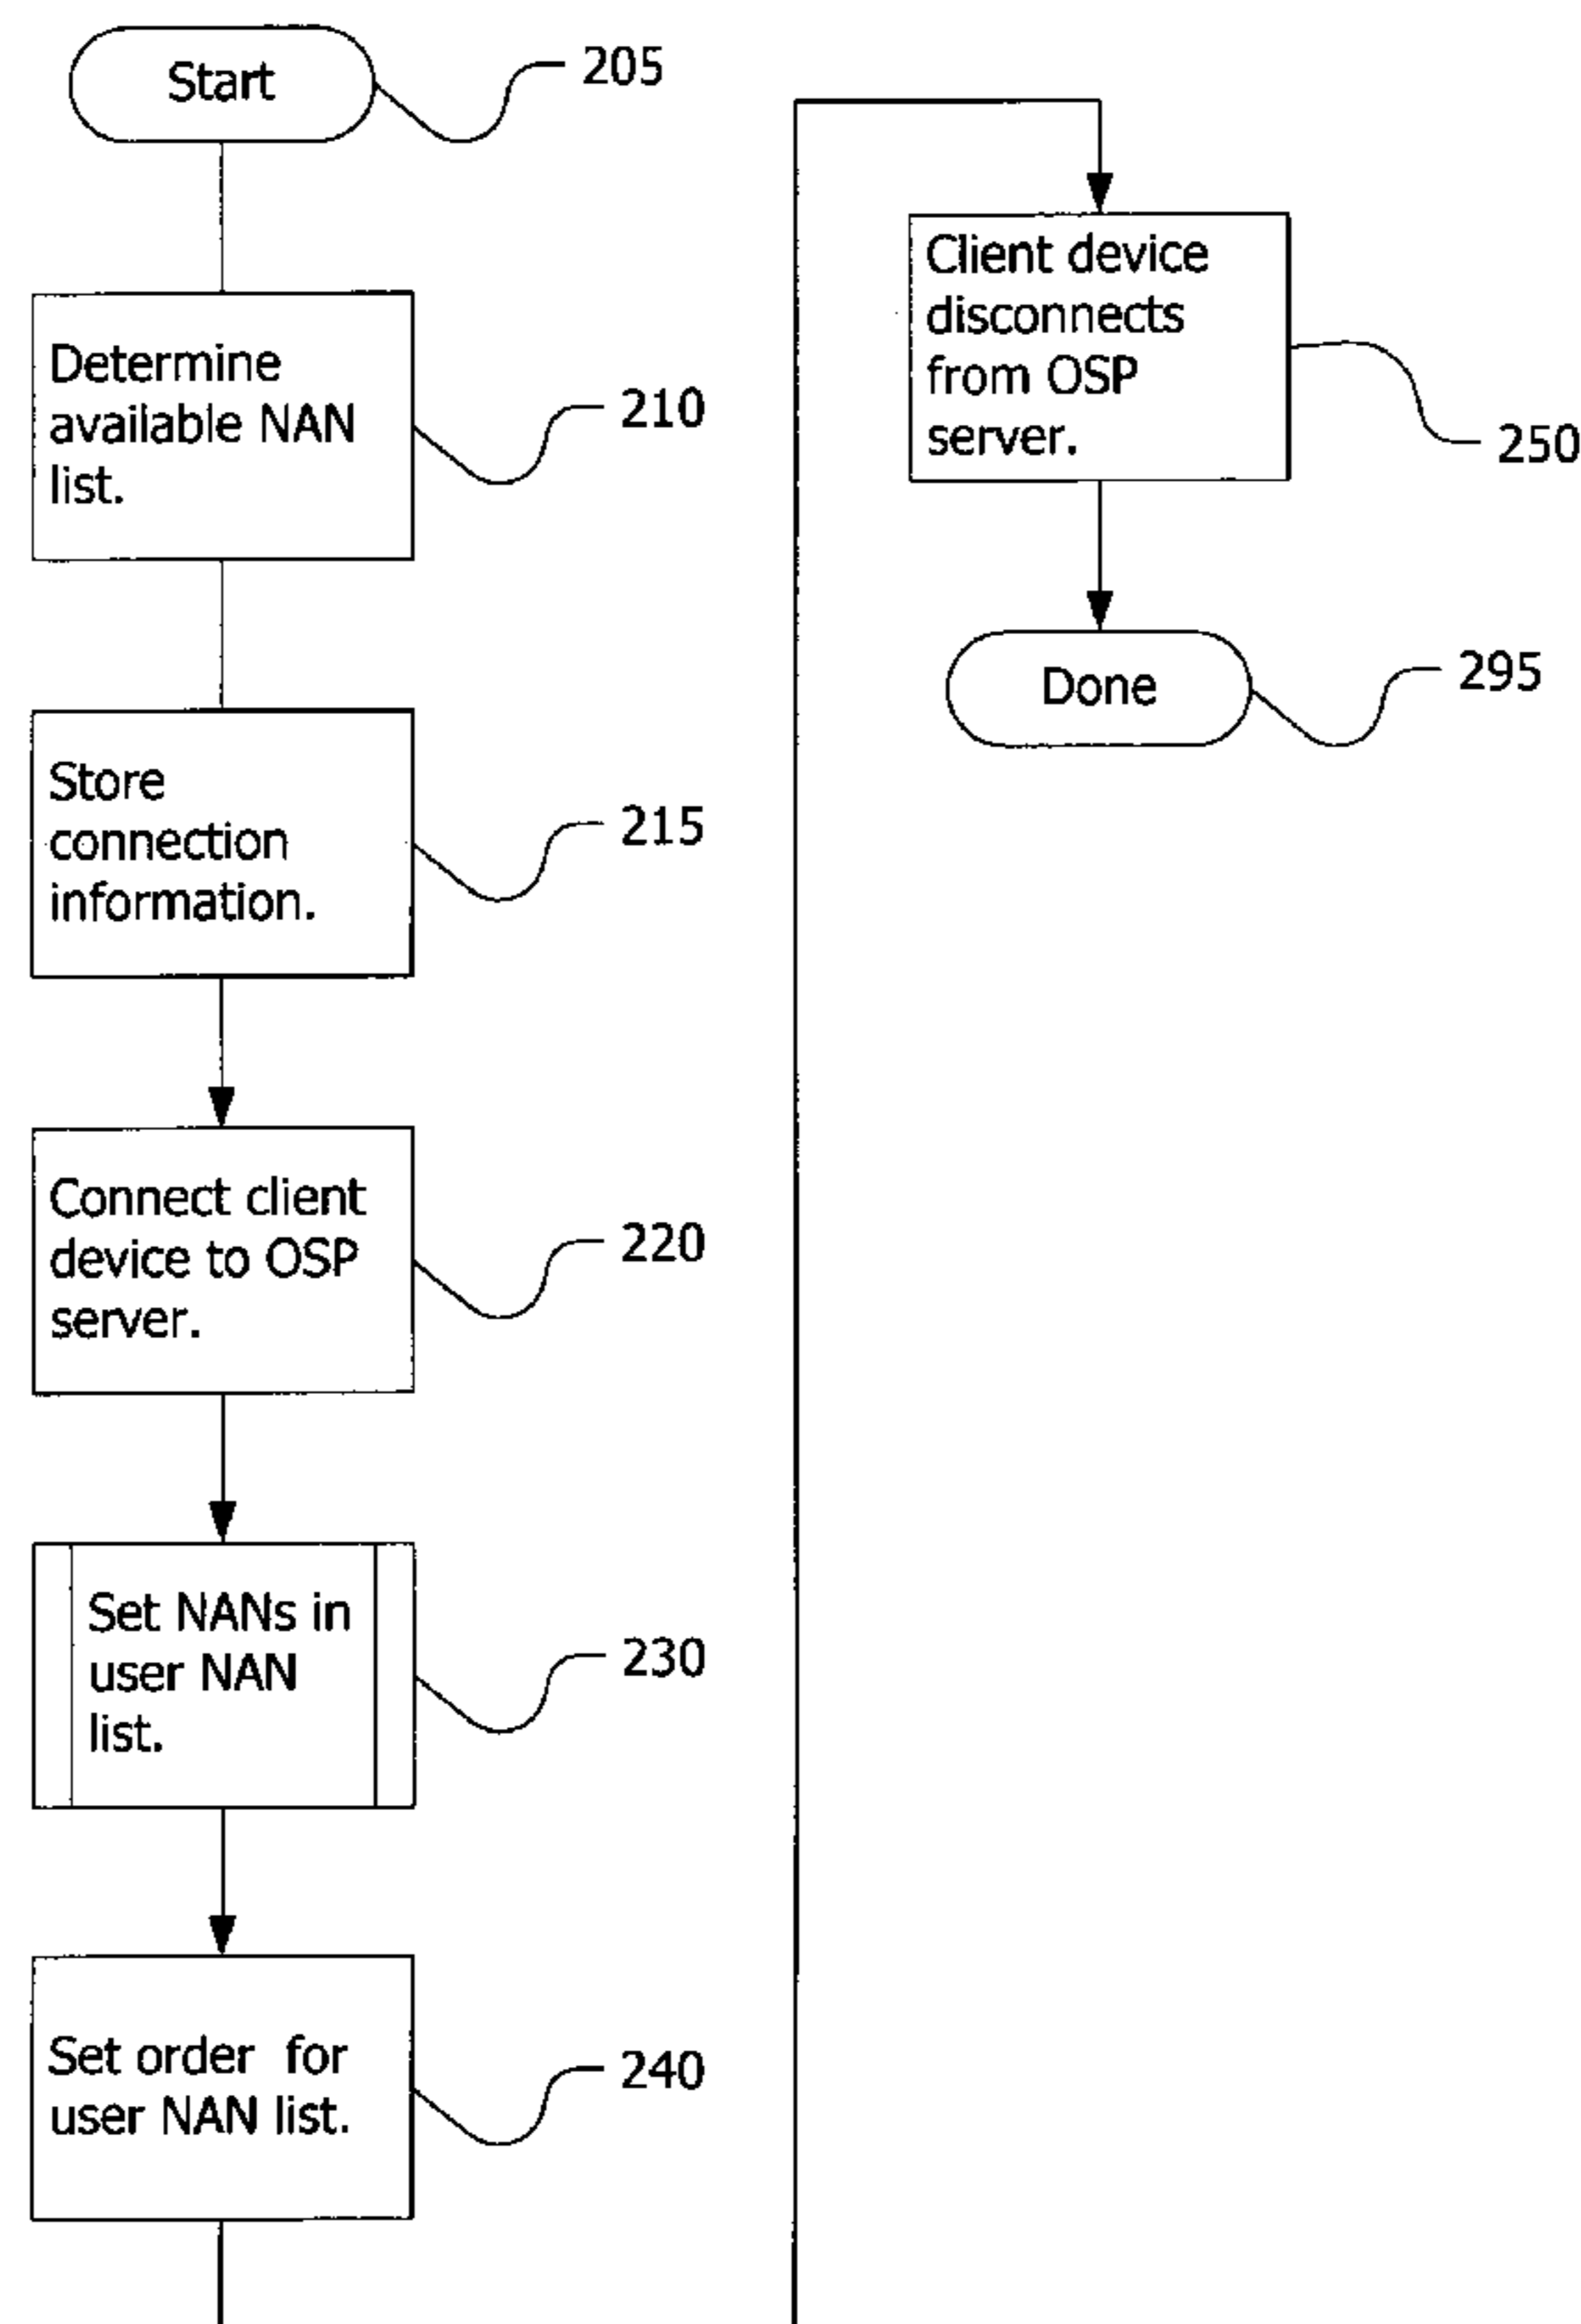 Start
205
Determine
available NAN
list.
210
Store
connection
information.
215
Connect client
device to OSP
server.
220
Set NANs in
user NAN
list.
230
Set order for
user NAN list.
240
Client device
disconnects
from OSP
server.
250
Done
295